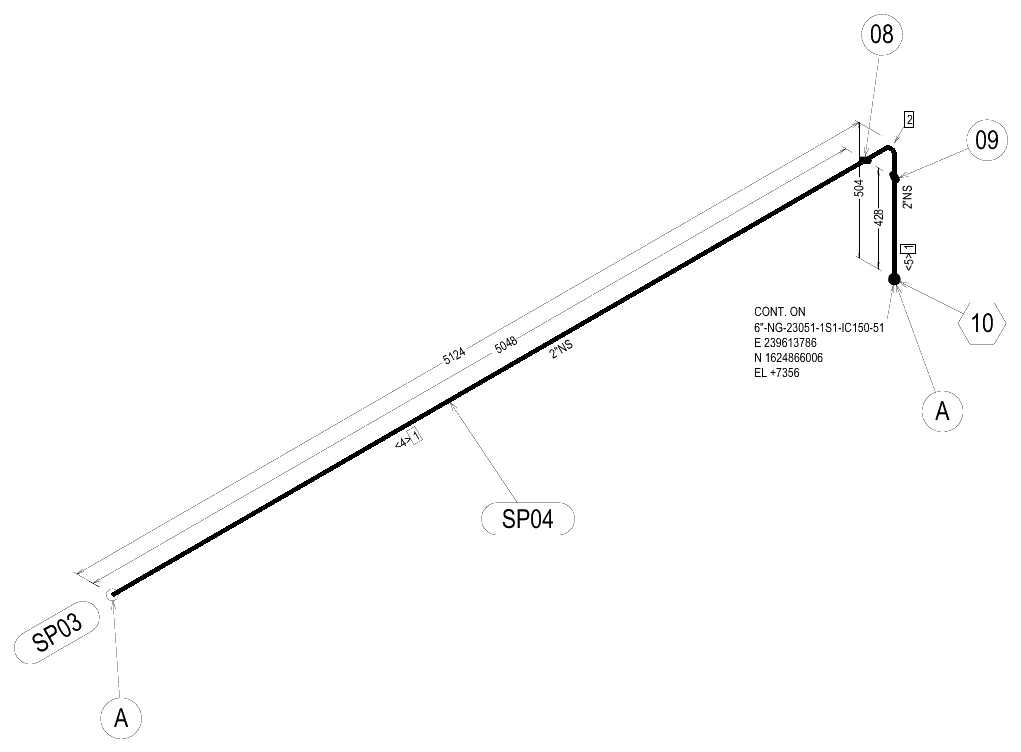 08
2
09
504
428
2"NS
<5>1
CONT. ON
6"-NG-23051-1S1-IC150-51
E 239613786
N 1624866006
EL +7356
10
A
5124
5048
2"NS
<4>1
SP04
SP03
A